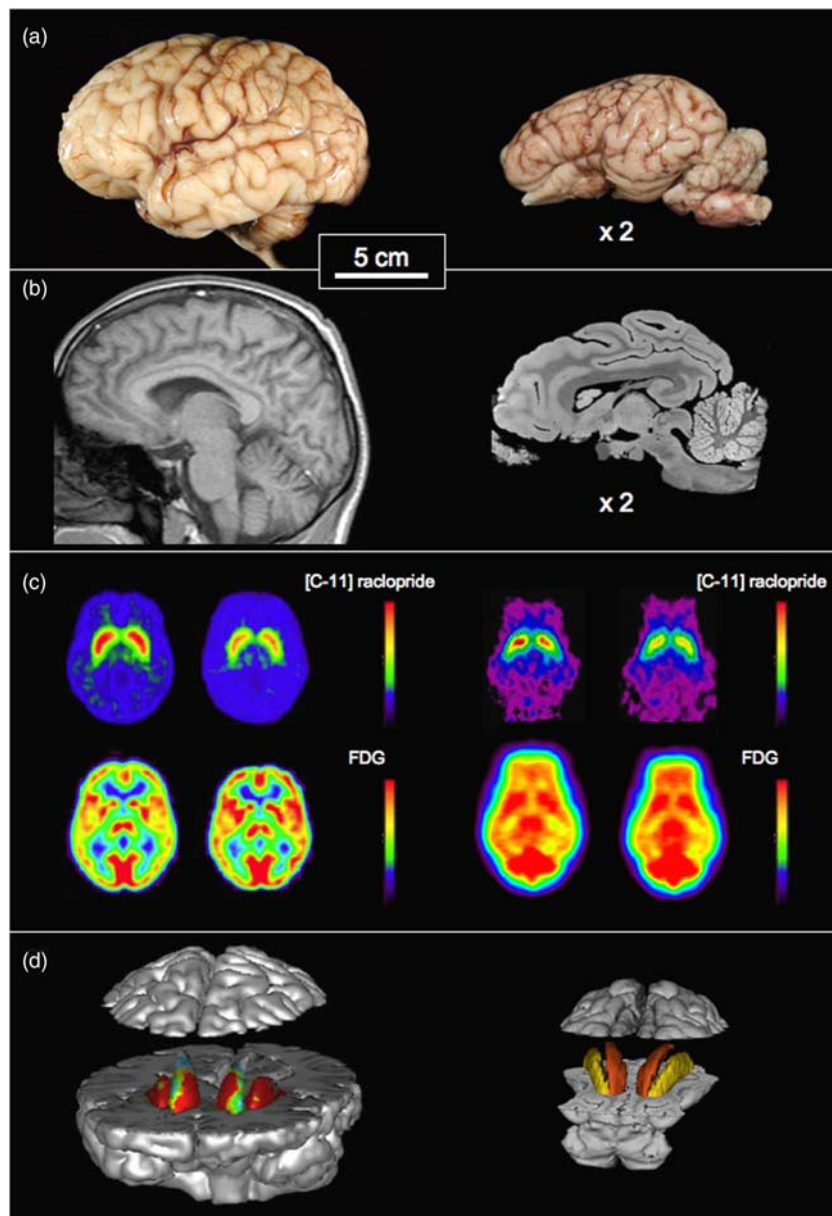 (a)
x 2
5 cm
(b)
x 2
(c)
[C-11] raclopride
[C-11] raclopride
FDG
FDG
(d)